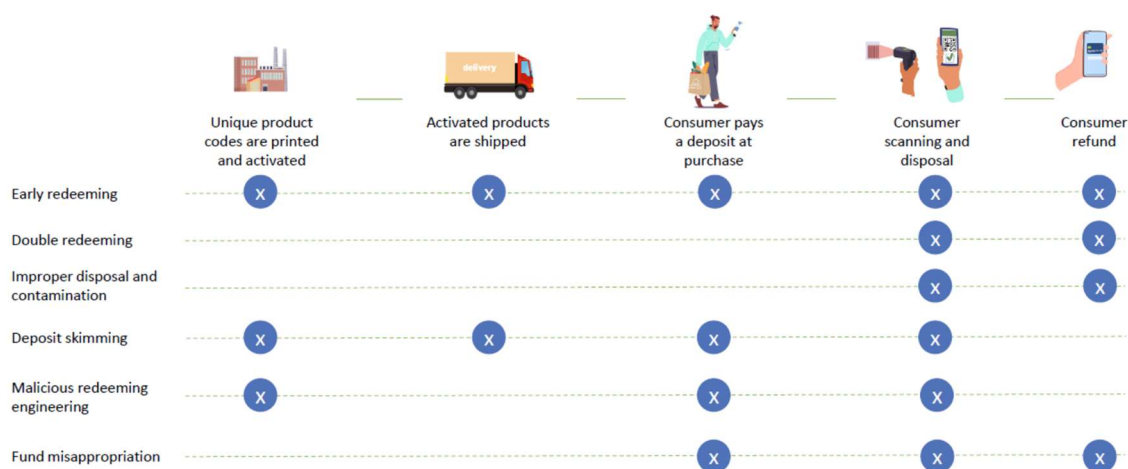 delivery
Unique product
codes are printed
and activated
Activated products
are shipped
Consumer pays
a deposit at
purchase
Consumer
scanning and
disposal
Consumer
refund
Early redeeming
X X X X X
Double redeeming
X X
Improper disposal and
contamination
X X
Deposit skimming
X X X X
Malicious redeeming
engineering
X X X
Fund misappropriation
X X X